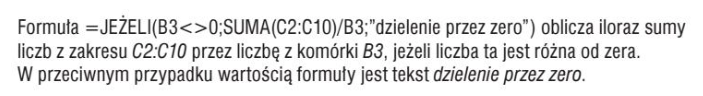 Formuła =JEŻELI(B3<>0;SUMA(C2:C10)/B3;”dzielenie przez zero”) oblicza iloraz sumy
liczb z zakresu C2:C10 przez liczbę z komórki B3, jeżeli liczba ta jest różna od zera.
W przeciwnym przypadku wartością formuły jest tekst dzielenie przez zero.